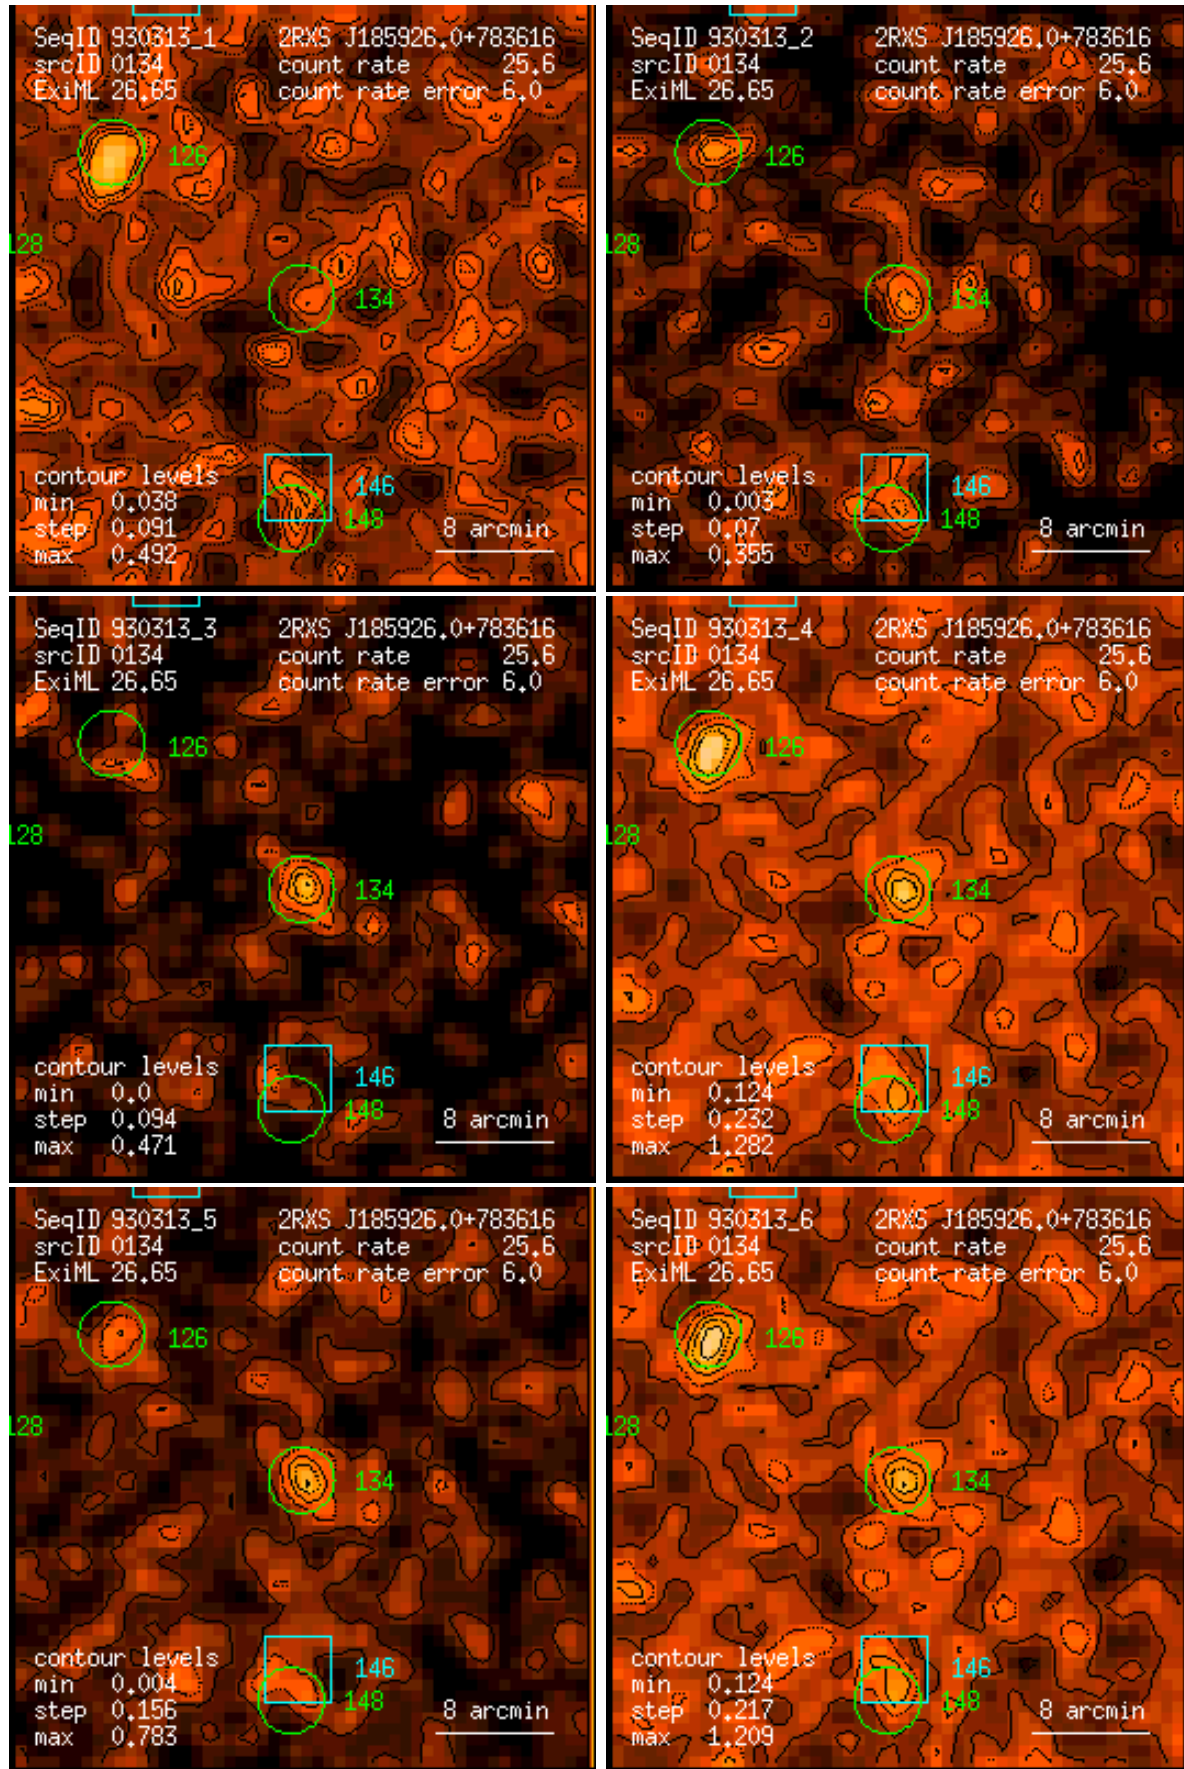 SeqID 930313_1 2RXS J185926.0+783616
srcID 0134 count rate 25.6
ExiML 26.65 count rate error 6.0
126
128
134
contour levels
min 0.038 146
step 0.091 148 8 arcmin
max 0.492
SeqID 930313_2 2RXS J185926.0+783616
srcID 0134 count rate 25.6
ExiML 26.65 count rate error 6.0
126
128
134
contour levels
min 0.003 146
step 0.07 148 8 arcmin
max 0.355
SeqID 930313_3 2RXS J185926.0+783616
srcID 0134 count rate 25.6
ExiML 26.65 count rate error 6.0
126
128
134
contour levels
min 0.0 146
step 0.094 148 8 arcmin
max 0.471
SeqID 930313_4 2RXS J185926.0+783616
srcID 0134 count rate 25.6
ExiML 26.65 count rate error 6.0
126
128
134
contour levels
min 0.124 146
step 0.232 148 8 arcmin
max 1.282
SeqID 930313_5 2RXS J185926.0+783616
srcID 0134 count rate 25.6
ExiML 26.65 count rate error 6.0
126
128
134
contour levels
min 0.004 146
step 0.156 148 8 arcmin
max 0.783
SeqID 930313_6 2RXS J185926.0+783616
srcID 0134 count rate 25.6
ExiML 26.65 count rate error 6.0
126
128
134
contour levels
min 0.124 146
step 0.217 148 8 arcmin
max 1.209